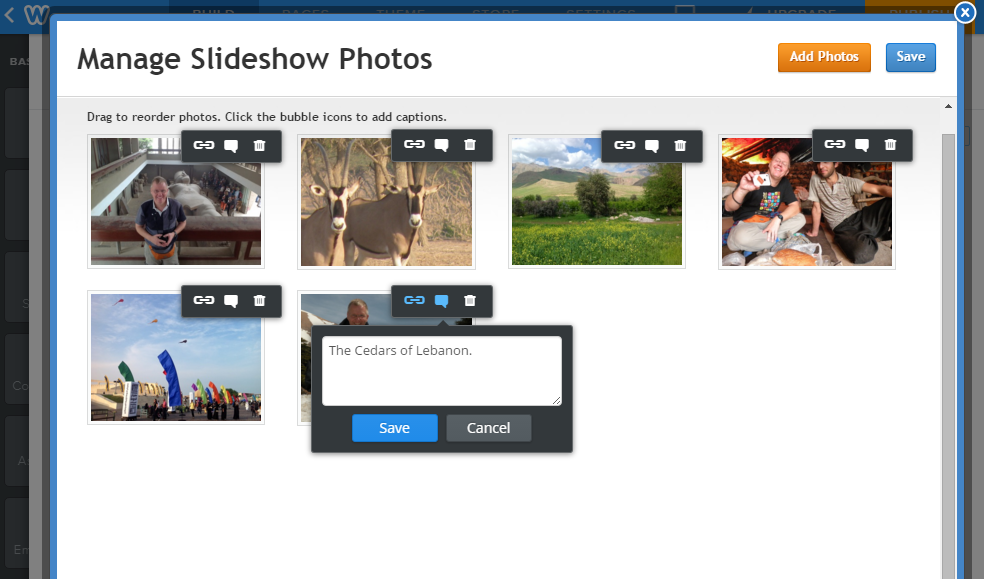 BUILD PAGES THEME STORE SETTINGS UPGRADE PUBLISH
Manage Slideshow Photos
Add Photos
Save
Drag to reorder photos. Click the bubble icons to add captions.
The Cedars of Lebanon.
Save
Cancel